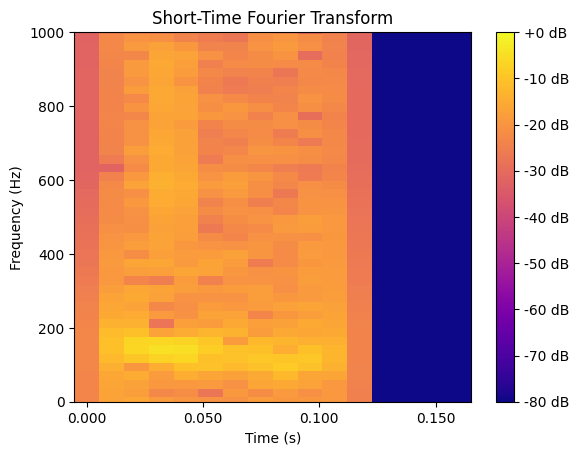 Short-Time Fourier Transform
1000
800
600
400
200
0
Frequency (Hz)
0.000
0.050
0.100
0.150
Time (s)
+0 dB
-10 dB
-20 dB
-30 dB
-40 dB
-50 dB
-60 dB
-70 dB
-80 dB